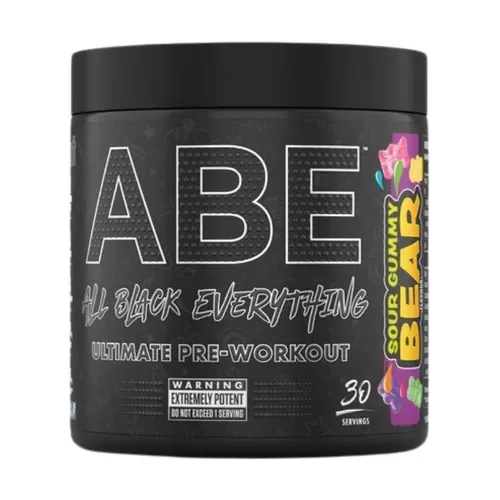 ABE
ALL BLACK EVERYTHING
ULTIMATE PRE-WORKOUT
WARNING
EXTREMELY POTENT
DO NOT EXCEED 1 SERVING
30
SERVINGS
SOUR GUMMY
BEAR